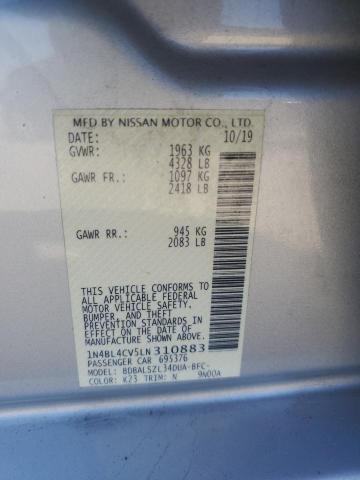 MFD BY NISSAN MOTOR CO., LTD.
DATE: 10/19
GVWR: 1963 KG
4328 LB
GAWR FR.: 1097 KG
2418 LB
GAWR RR.: 945 KG
2083 LB
THIS VEHICLE CONFORMS TO
ALL APPLICABLE FEDERAL
MOTOR VEHICLE SAFETY,
BUMPER, AND THEFT
PREVENTION STANDARDS
IN EFFECT ON THE DATE OF
MANUFACTURE SHOWN ABOVE.
1N4BL4CV5LN310883
PASSENGER CAR 695376
MODEL: BDBALSZL34DUA-BFC-
COLOR: K23 TRIM: N 9N00A